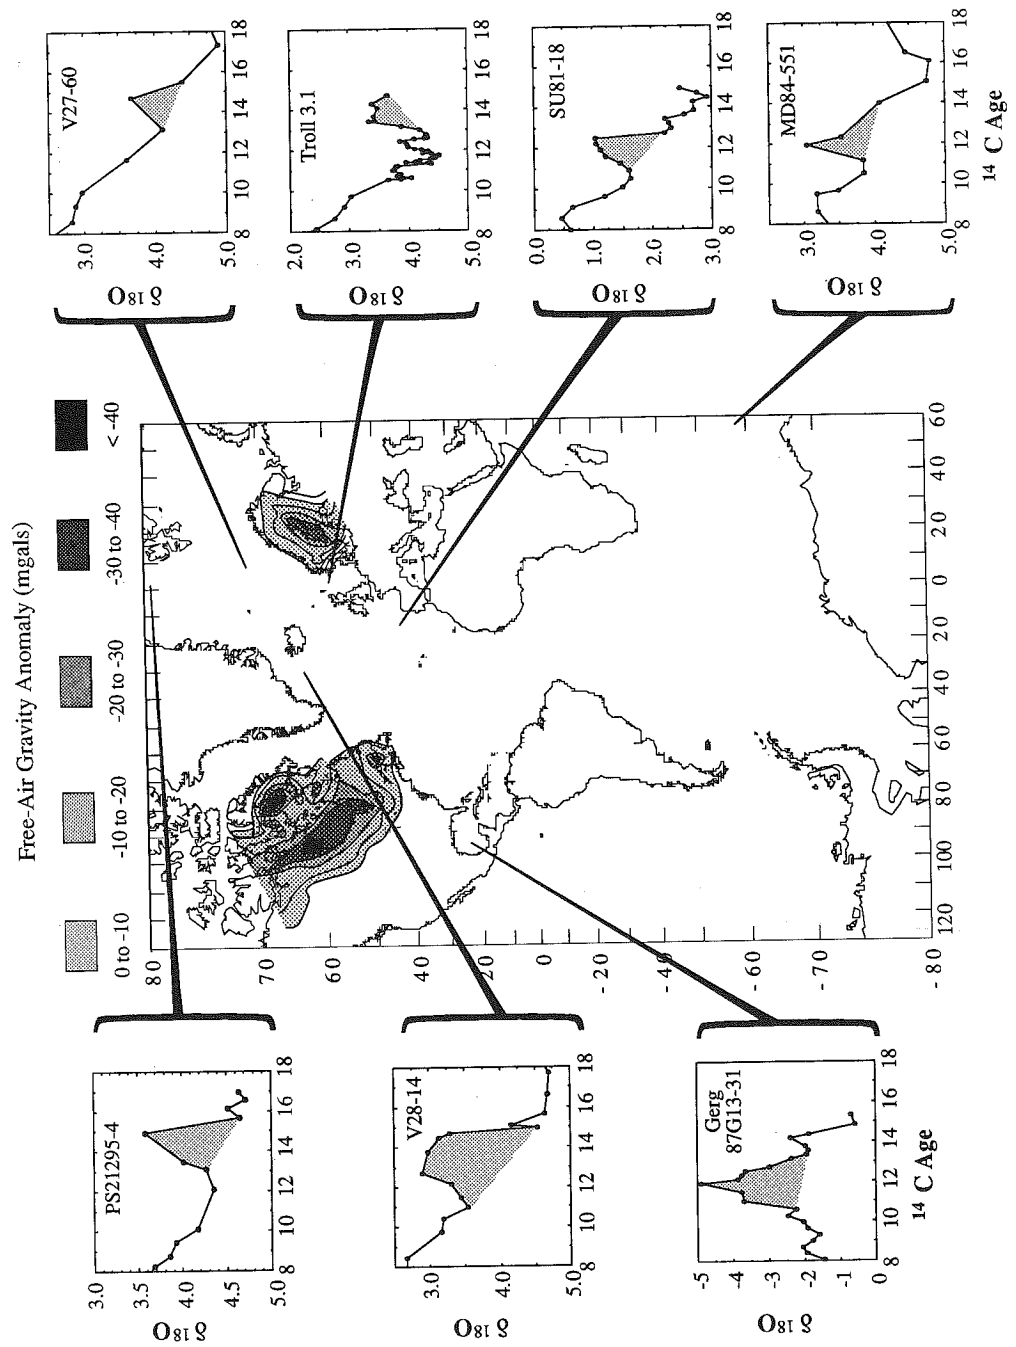 Free-Air Gravity Anomaly (mgals)
0 to -10
-10 to -20
-20 to -30
-30 to -40
< -40
PS21295-4
3.0
3.5
4.0
4.5
5.0
δ 18O
8 10 12 14 16 18
V28-14
3.0
4.0
5.0
δ 18O
8 10 12 14 16 18
Gerg
87G13-31
-5
-4
-3
-2
-1
0
δ 18O
8 10 12 14 16 18
14 C Age
80
70
60
40
20
0
-20
-40
-60
-70
-80
120 100 80 60 40 20 0 20 40 60
V27-60
3.0
4.0
5.0
δ 18O
8 10 12 14 16 18
Troll 3.1
2.0
3.0
4.0
5.0
δ 18O
8 10 12 14 16 18
SU81-18
0.0
1.0
2.0
3.0
δ 18O
8 10 12 14 16 18
MD84-551
3.0
4.0
5.0
δ 18O
8 10 12 14 16 18
14 C Age